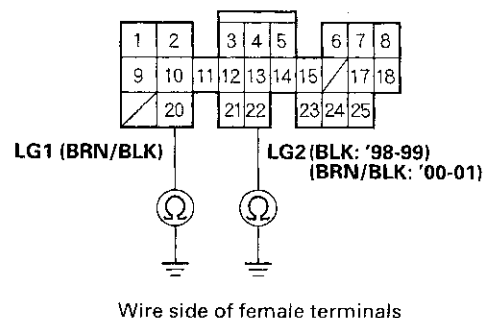 1 2 3 4 5 6 7 8
9 10 11 12 13 14 15 17 18
20 21 22 23 24 25
LG1 (BRN/BLK)
LG2 (BLK: '98-99)
(BRN/BLK: '00-01)
Ω Ω
Wire side of female terminals